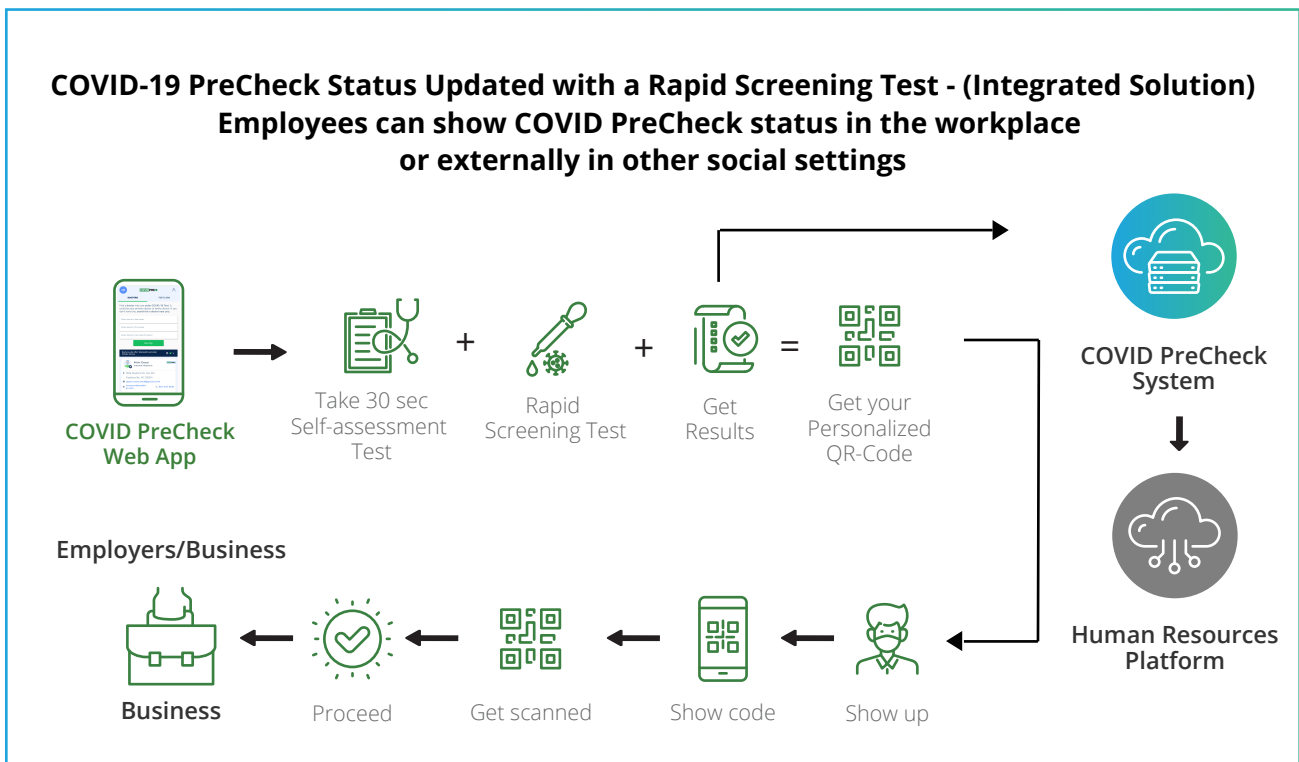 COVID-19 PreCheck Status Updated with a Rapid Screening Test - (Integrated Solution)
Employees can show COVID PreCheck status in the workplace
or externally in other social settings
COVID PreCheck
Web App
Take 30 sec
Self-assessment
Test
+
Rapid
Screening Test
+
Get
Results
=
Get your
Personalized
QR-Code
COVID PreCheck
System
Human Resources
Platform
Employers/Business
Business
Proceed
Get scanned
Show code
Show up